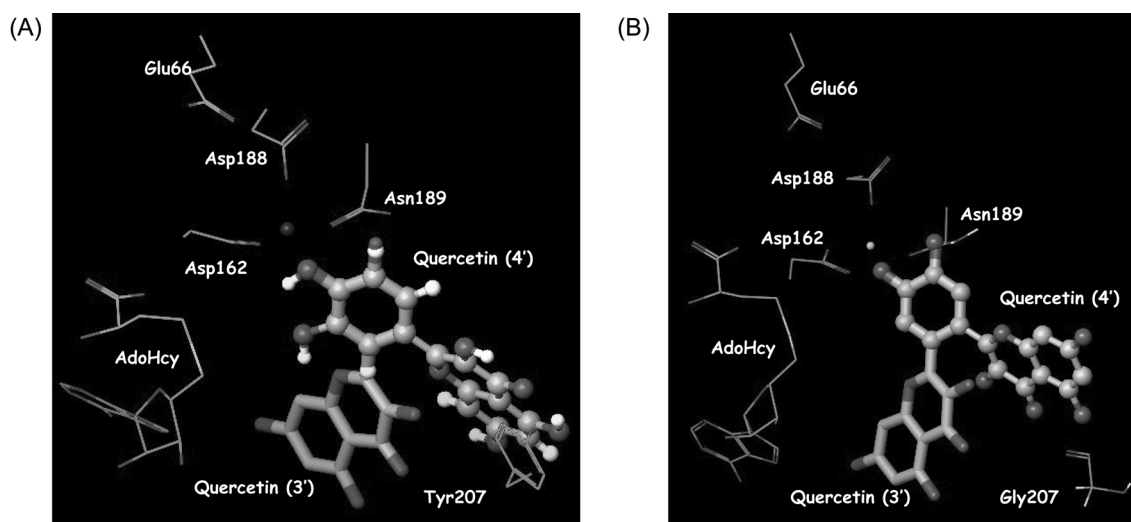 (A)
Glu66
Asp188
Asn189
Asp162
Quercetin (4')
AdoHcy
Quercetin (3')
Tyr207
(B)
Glu66
Asp188
Asn189
Asp162
Quercetin (4')
AdoHcy
Quercetin (3')
Gly207